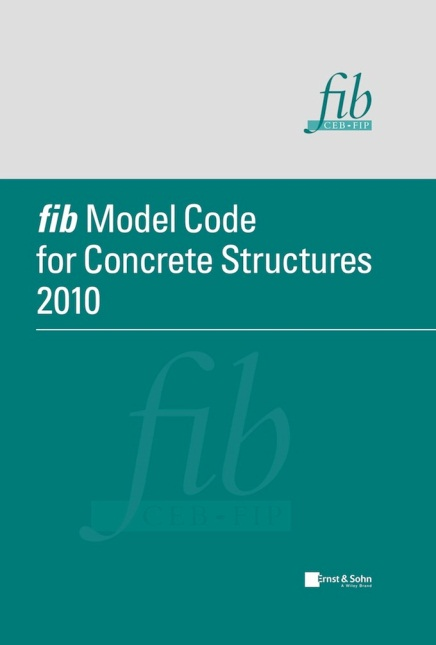 fib
CEB-FIP
fib Model Code
for Concrete Structures
2010
fib
CEB-FIP
Ernst & Sohn
A Wiley Brand